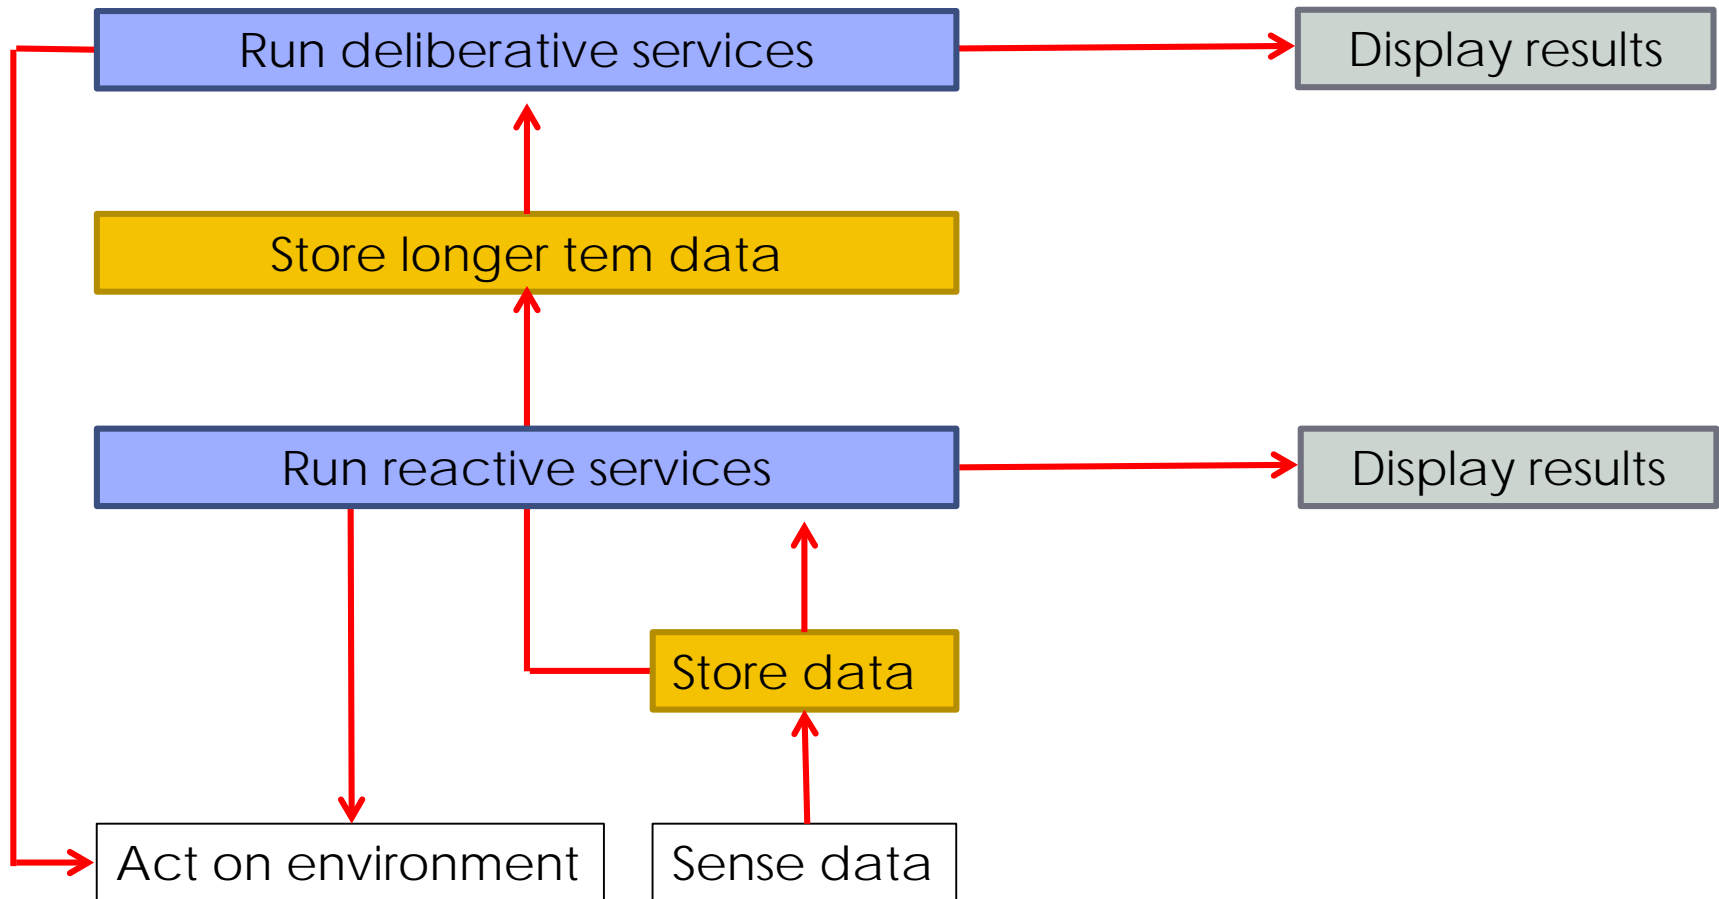 Run deliberative services
Display results
Store longer tem data
Run reactive services
Display results
Store data
Act on environment
Sense data